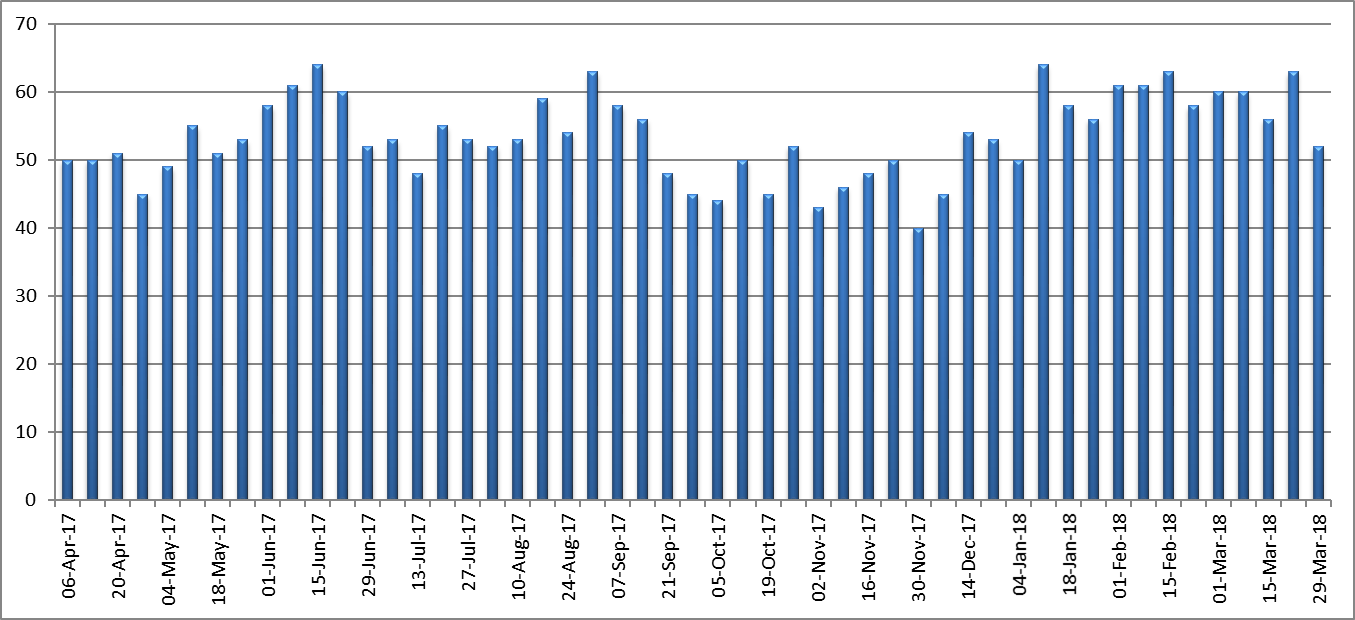 70
60
50
40
30
20
10
0
06-Apr-17
20-Apr-17
04-May-17
18-May-17
01-Jun-17
15-Jun-17
29-Jun-17
13-Jul-17
27-Jul-17
10-Aug-17
24-Aug-17
07-Sep-17
21-Sep-17
05-Oct-17
19-Oct-17
02-Nov-17
16-Nov-17
30-Nov-17
14-Dec-17
04-Jan-18
18-Jan-18
01-Feb-18
15-Feb-18
01-Mar-18
15-Mar-18
29-Mar-18